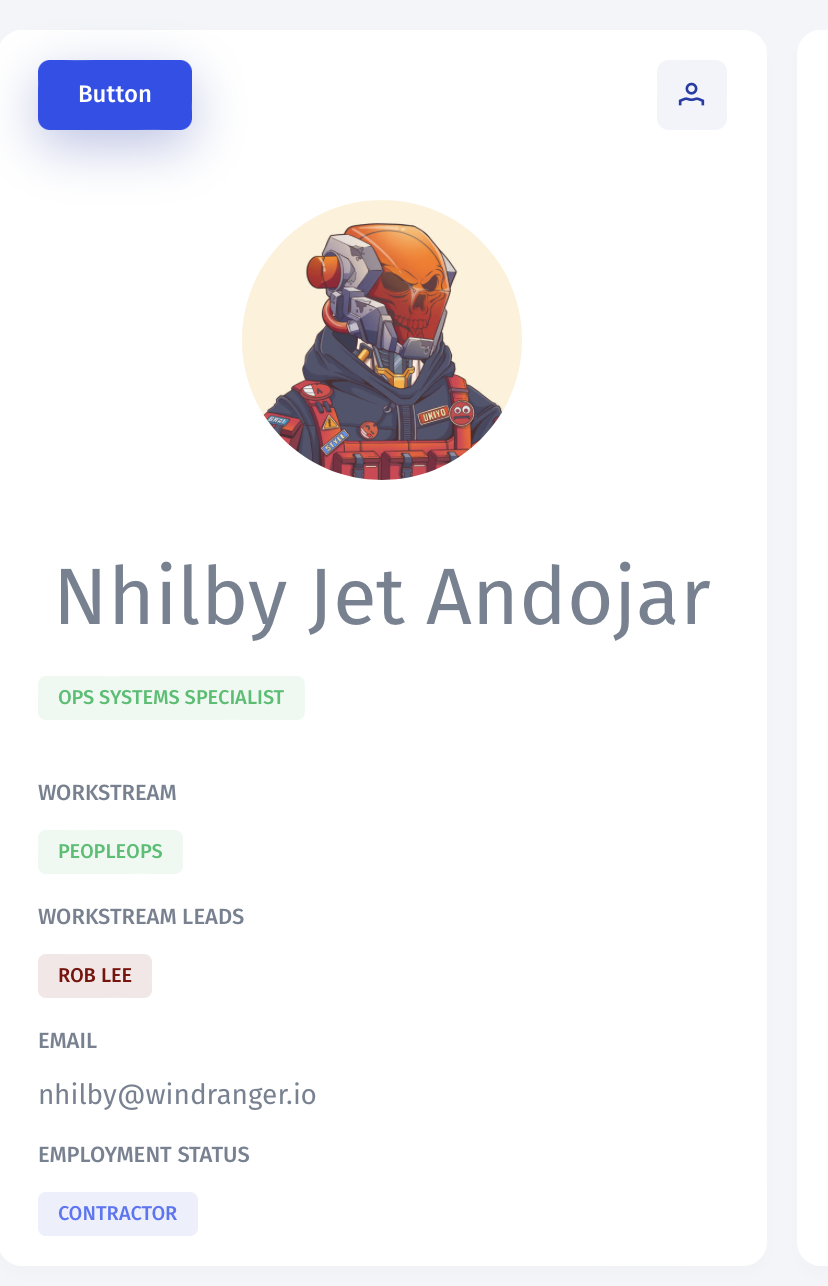 Button
UKIYO
Nhilby Jet Andojar
OPS SYSTEMS SPECIALIST
WORKSTREAM
PEOPLEOPS
WORKSTREAM LEADS
ROB LEE
EMAIL
nhilby@windranger.io
EMPLOYMENT STATUS
CONTRACTOR